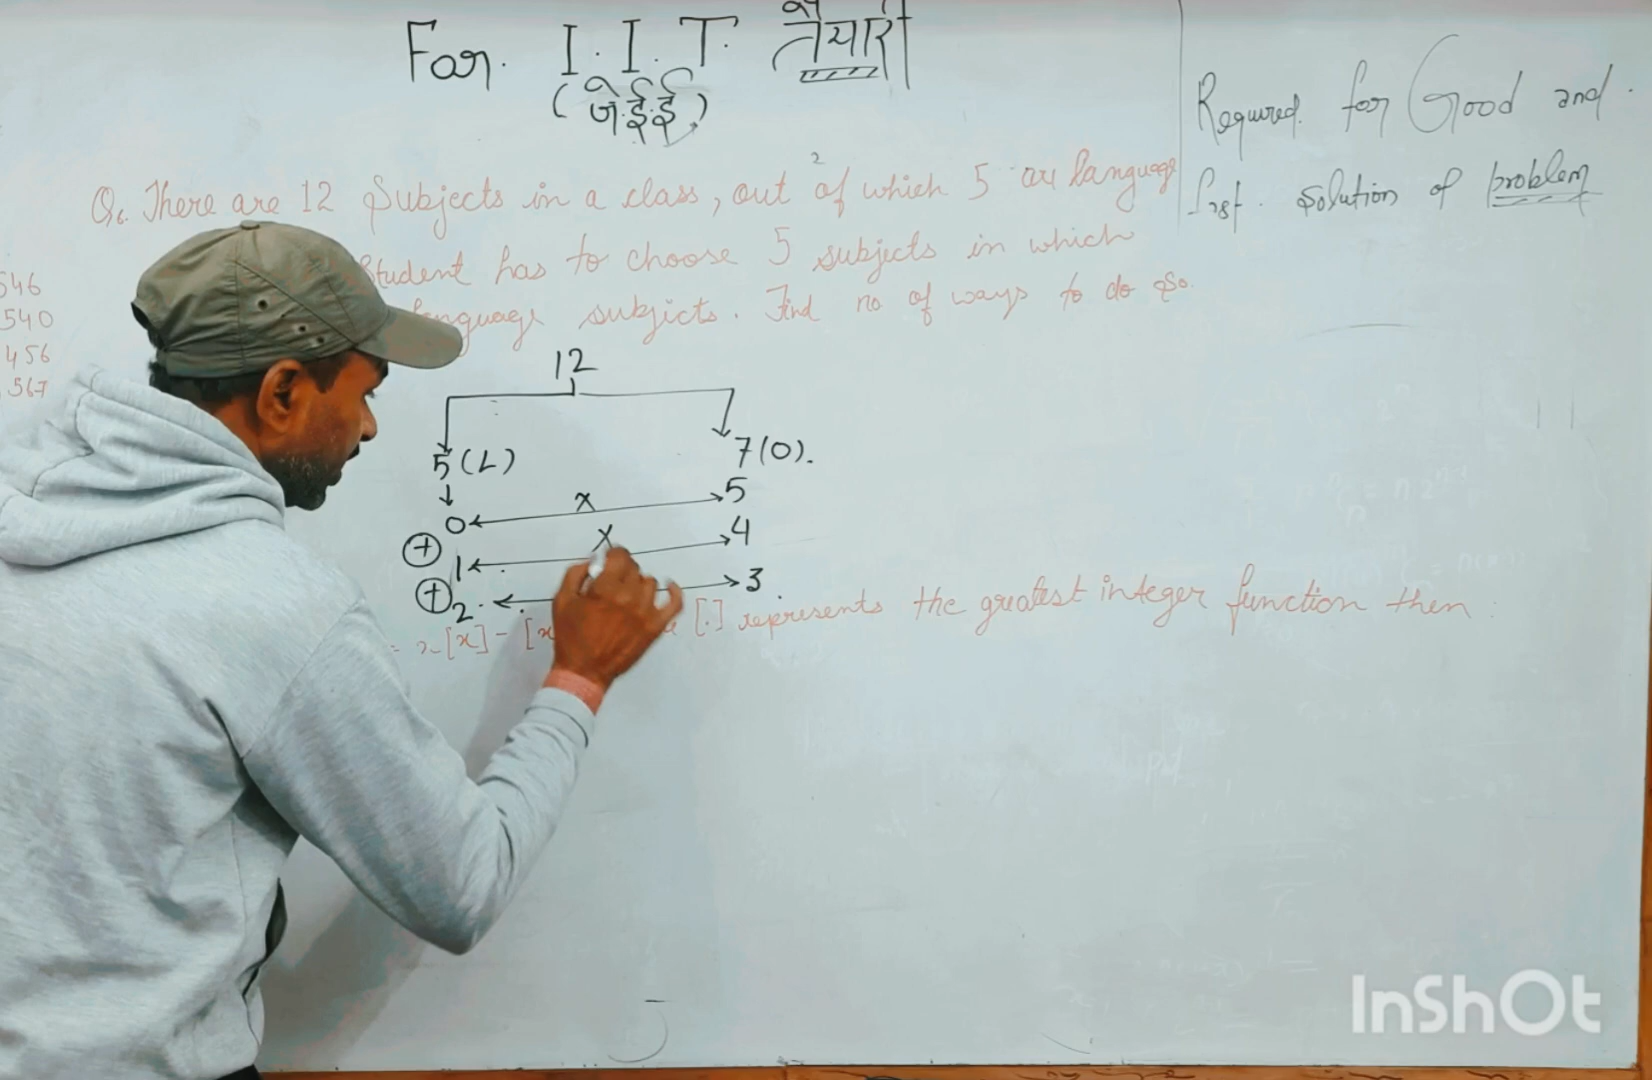 For. I.I.T. तैयारी
(जे.ई.ई.)
Required for Good and
fast solution of problem
Q. There are 12 Subjects in a class, out of which 5 are language
Student has to choose 5 subjects in which
language subjects. Find no of ways to do so.
546
540
456
567
12
5 (L) 7 (O).
0 x 5
+ 1 x 4
+ 2 3
= x[x] - [x [.] represents the greatest integer function then
InShOt